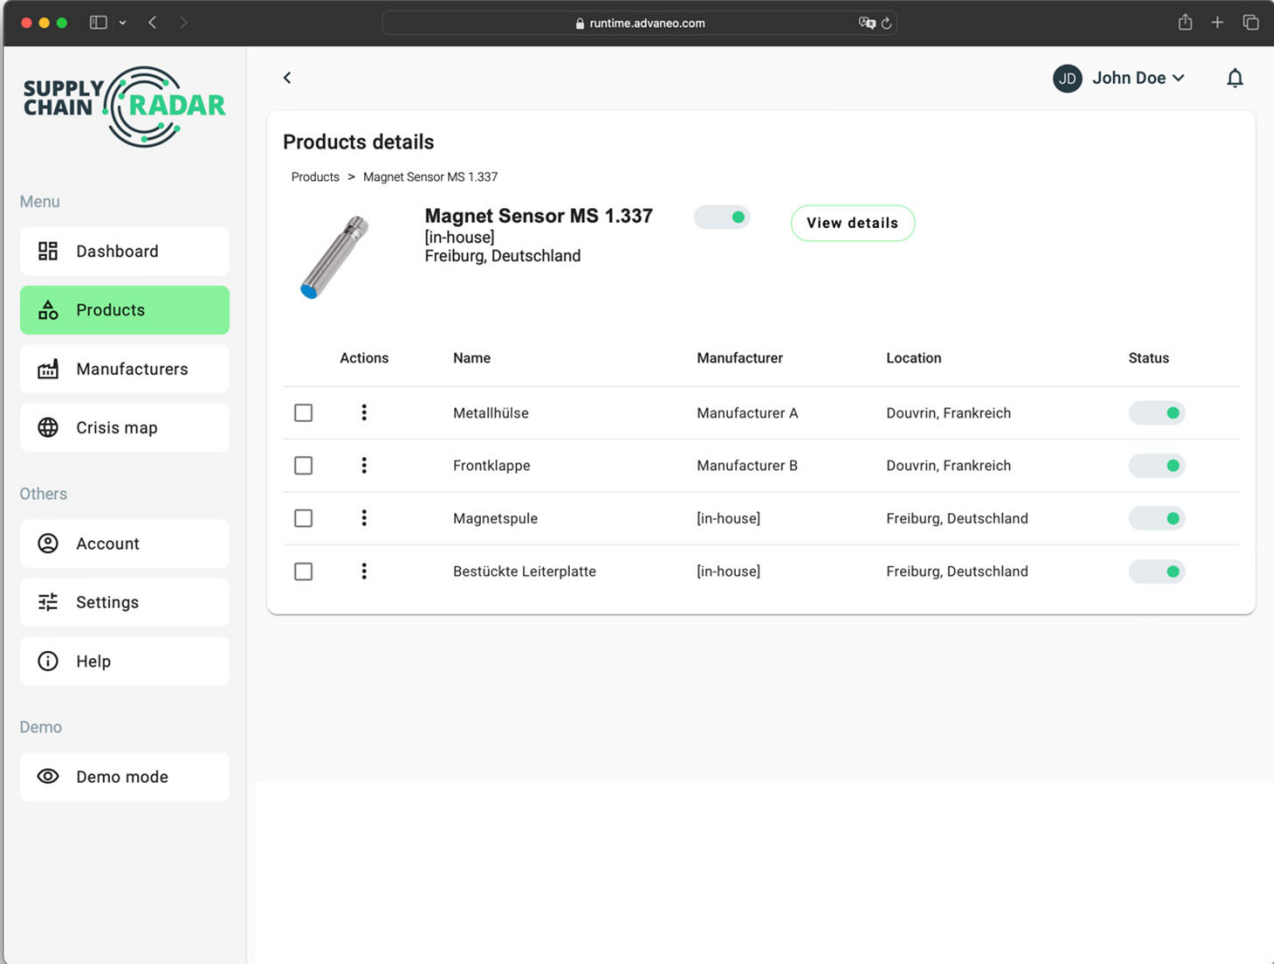 runtime.advaneo.com
SUPPLY
CHAIN RADAR
JD John Doe
Menu
Dashboard
Products
Manufacturers
Crisis map
Others
Account
Settings
Help
Demo
Demo mode
Products details
Products > Magnet Sensor MS 1.337
Magnet Sensor MS 1.337
[in-house]
Freiburg, Deutschland
View details
Actions Name Manufacturer Location Status
Metallhülse Manufacturer A Douvrin, Frankreich
Frontklappe Manufacturer B Douvrin, Frankreich
Magnetspule [in-house] Freiburg, Deutschland
Bestückte Leiterplatte [in-house] Freiburg, Deutschland